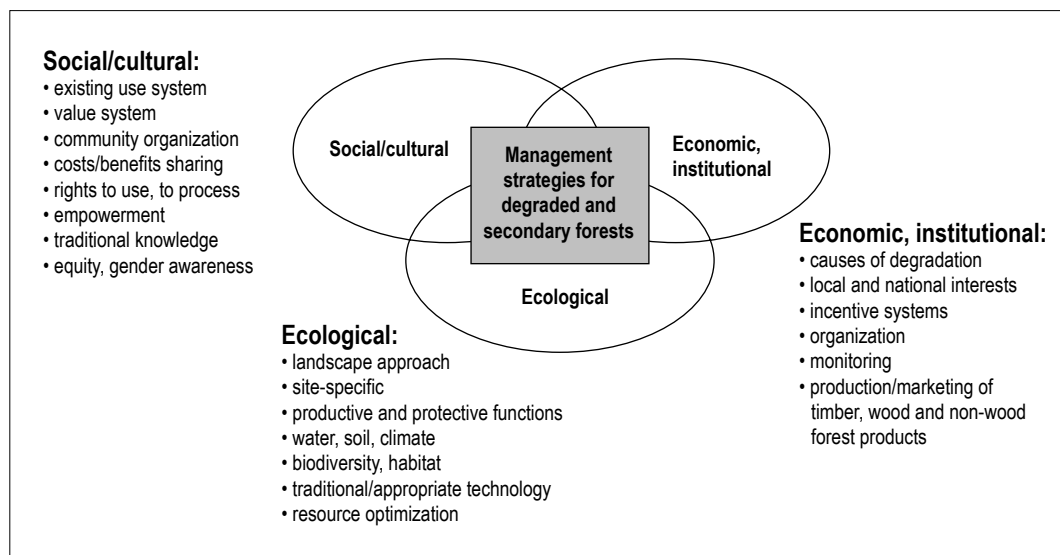 Social/cultural:
• existing use system
• value system
• community organization
• costs/benefits sharing
• rights to use, to process
• empowerment
• traditional knowledge
• equity, gender awareness
Social/cultural
Economic,
institutional
Management
strategies for
degraded and
secondary forests
Ecological
Ecological:
• landscape approach
• site-specific
• productive and protective functions
• water, soil, climate
• biodiversity, habitat
• traditional/appropriate technology
• resource optimization
Economic, institutional:
• causes of degradation
• local and national interests
• incentive systems
• organization
• monitoring
• production/marketing of
timber, wood and non-wood
forest products